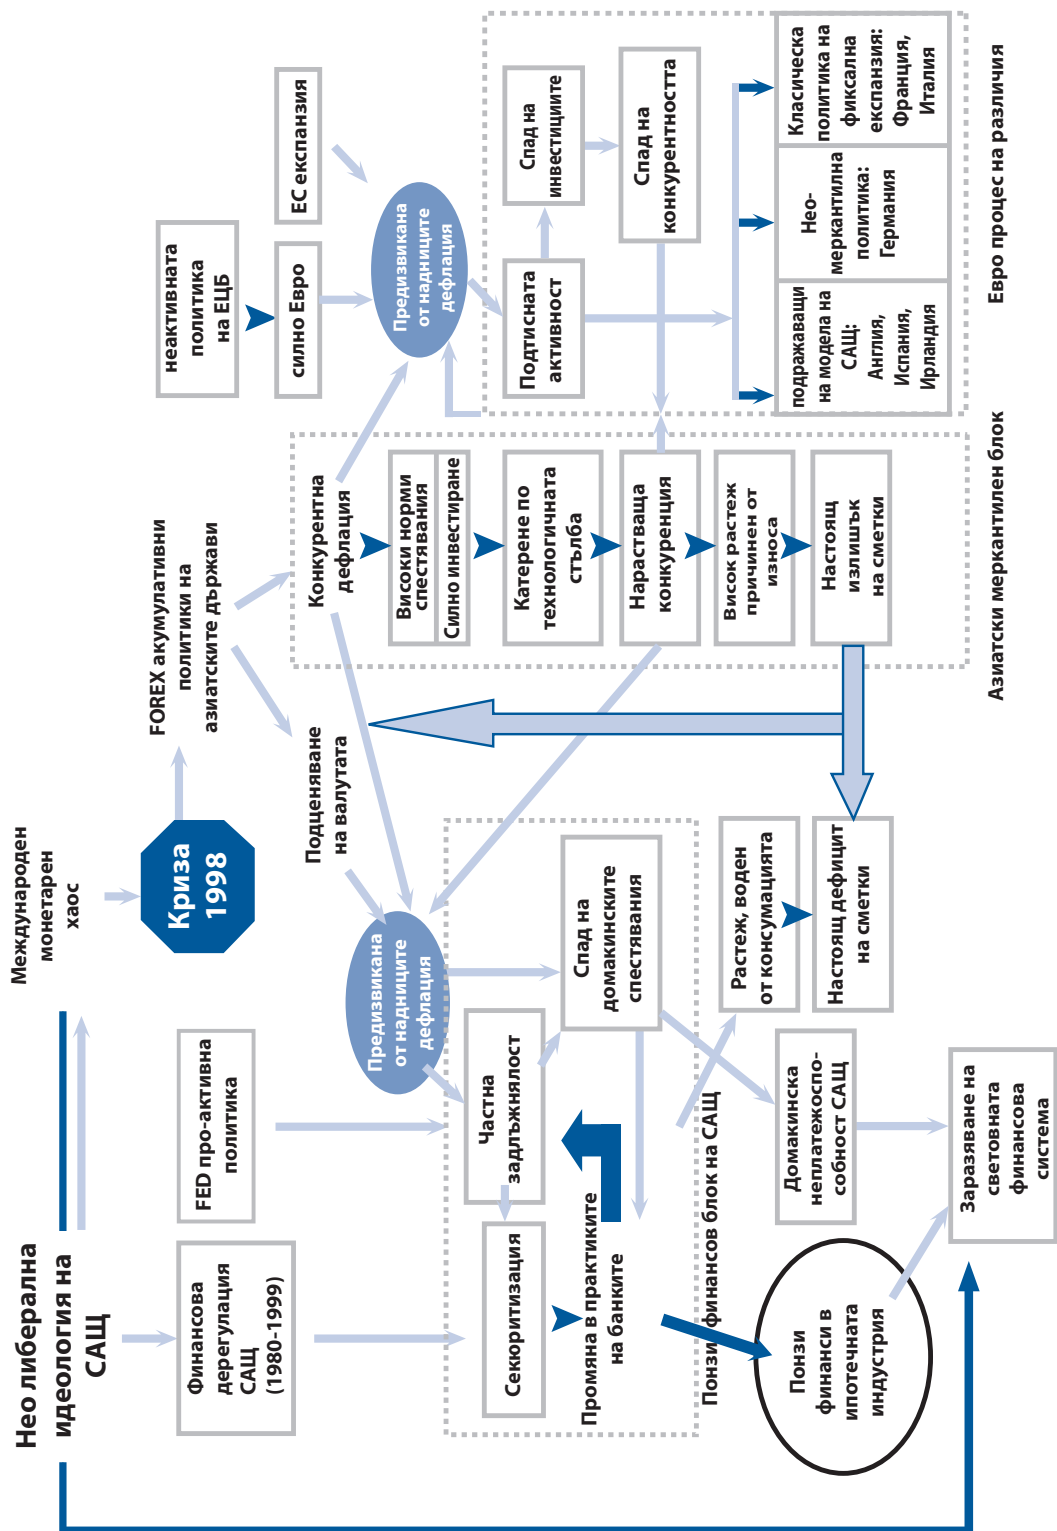 Нео либерална
идеология на
САЩ
Международен
монетарен
хаос
Финансова
дерегулация
САЩ
(1980-1999)
FED про-активна
политика
Криза
1998
FOREX акумулативни
политики на
азиатските държави
неактивната
политика
на ЕЦБ
силно Евро
ЕС експанзия
Подценяване
на валутата
Конкурентна
дефлация
Предизвикана
от надниците
дефлация
Предизвикана
от надниците
дефлация
Секюритизация
Частна
задлъжнялост
Спад на
домакинските
спестявания
Промяна в практиките
на банките
Понзи финансов блок на САЩ
Растеж, воден
от консумацията
Настоящ дефицит
на сметки
Домакинска
неплатежоспо-
собност САЩ
Понзи
финанси в
ипотечната
индустрия
Заразяване на
световната
финансова
система
Високи норми
спестявания
Силно инвестиране
Катерене по
технологичната
стълба
Нарастваща
конкуренция
Висок растеж
причинен от
износа
Настоящ
излишък
на сметки
Азиатски меркантилен блок
Подтисната
активност
Спад на
инвестициите
Спад на
конкурентността
подражаващи
на модела на
САЩ:
Англия,
Испания,
Ирландия
Нео-
меркантилна
политика:
Германия
Класическа
политика на
фиксална
експанзия:
Франция,
Италия
Евро процес на различия